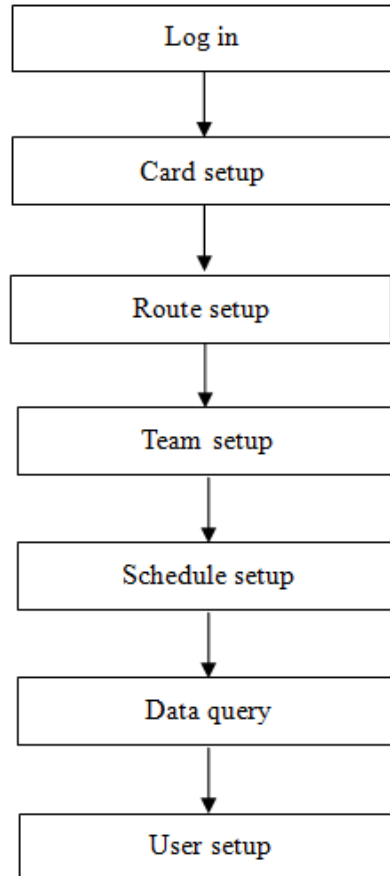 Log in
Card setup
Route setup
Team setup
Schedule setup
Data query
User setup